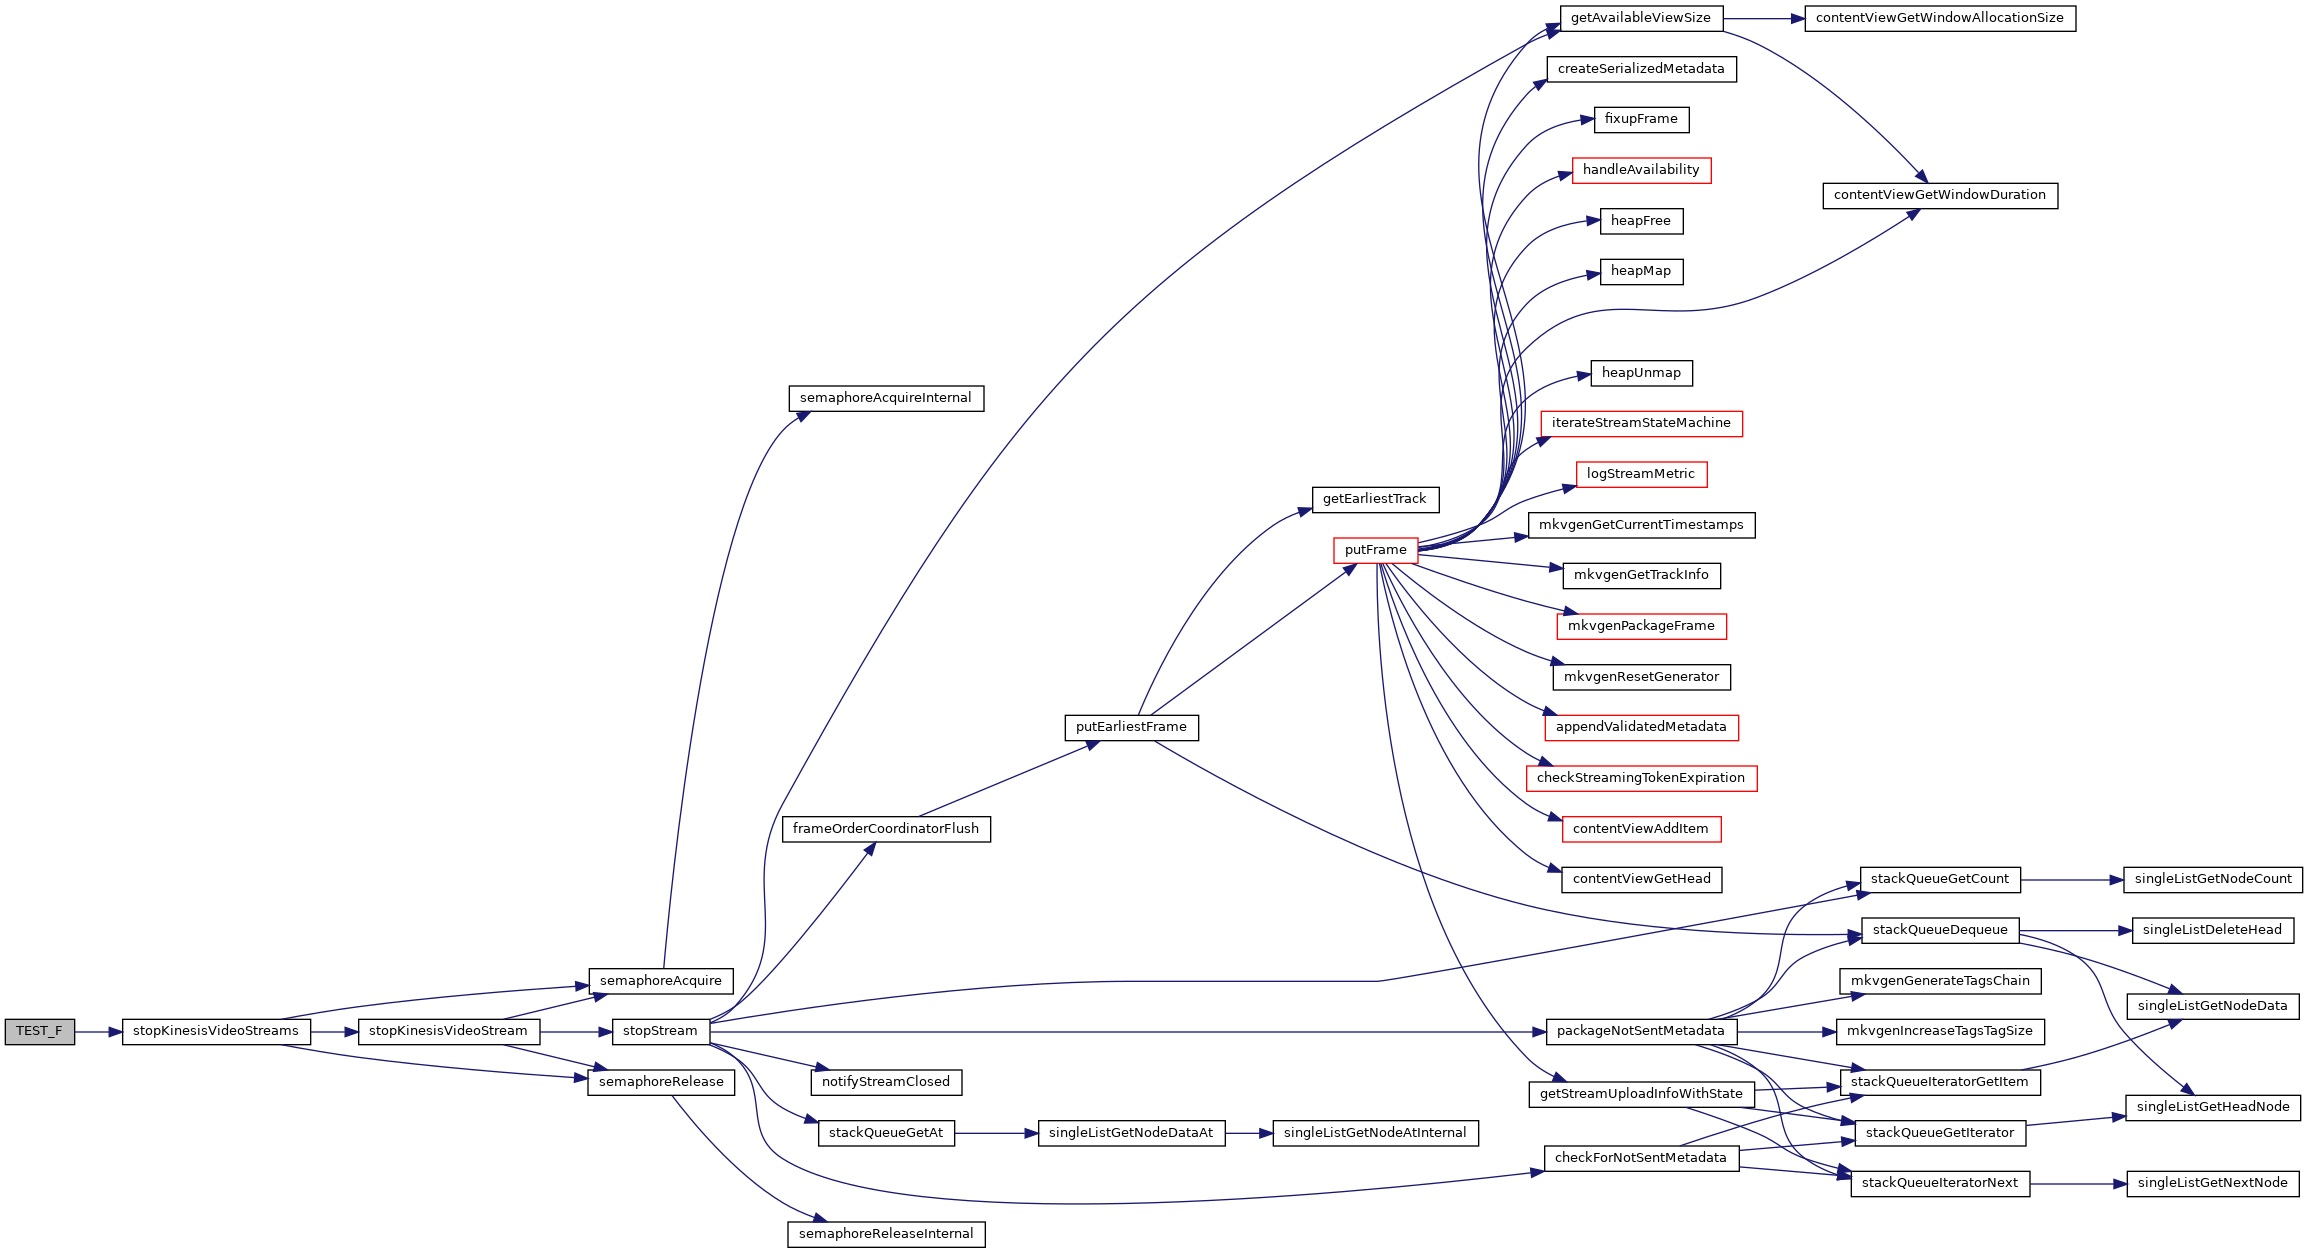 getAvailableViewSize
contentViewGetWindowAllocationSize
createSerializedMetadata
fixupFrame
handleAvailability
contentViewGetWindowDuration
heapFree
heapMap
heapUnmap
semaphoreAcquireInternal
iterateStreamStateMachine
logStreamMetric
getEarliestTrack
mkvgenGetCurrentTimestamps
putFrame
mkvgenGetTrackInfo
mkvgenPackageFrame
mkvgenResetGenerator
putEarliestFrame
appendValidatedMetadata
checkStreamingTokenExpiration
frameOrderCoordinatorFlush
contentViewAddItem
contentViewGetHead
stackQueueGetCount
singleListGetNodeCount
stackQueueDequeue
singleListDeleteHead
semaphoreAcquire
mkvgenGenerateTagsChain
singleListGetNodeData
TEST_F
stopKinesisVideoStreams
stopKinesisVideoStream
stopStream
packageNotSentMetadata
mkvgenIncreaseTagsTagSize
semaphoreRelease
notifyStreamClosed
stackQueueIteratorGetItem
getStreamUploadInfoWithState
singleListGetHeadNode
stackQueueGetAt
singleListGetNodeDataAt
singleListGetNodeAtInternal
stackQueueGetIterator
checkForNotSentMetadata
stackQueueIteratorNext
singleListGetNextNode
semaphoreReleaseInternal